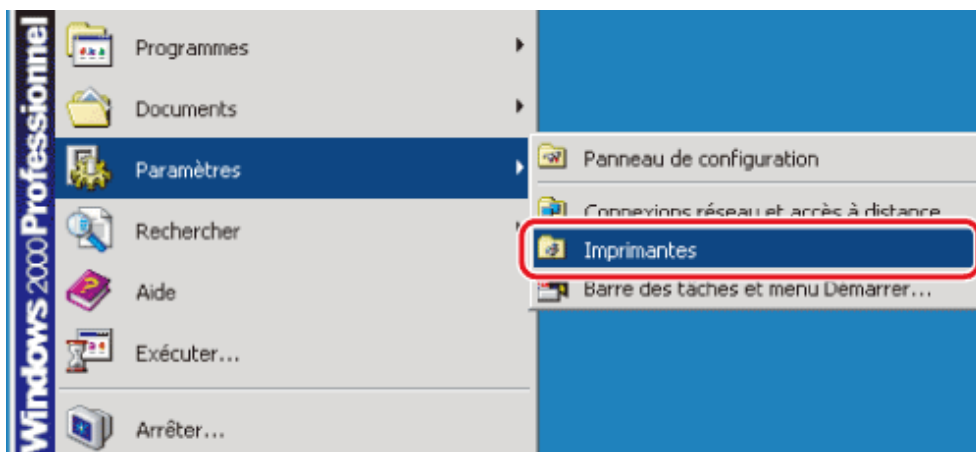 Windows 2000 Professionnel
Programmes
Documents
Paramètres
Rechercher
Aide
Exécuter...
Arrêter...
Panneau de configuration
Connexions réseau et accès à distance
Imprimantes
Barre des tâches et menu Démarrer...